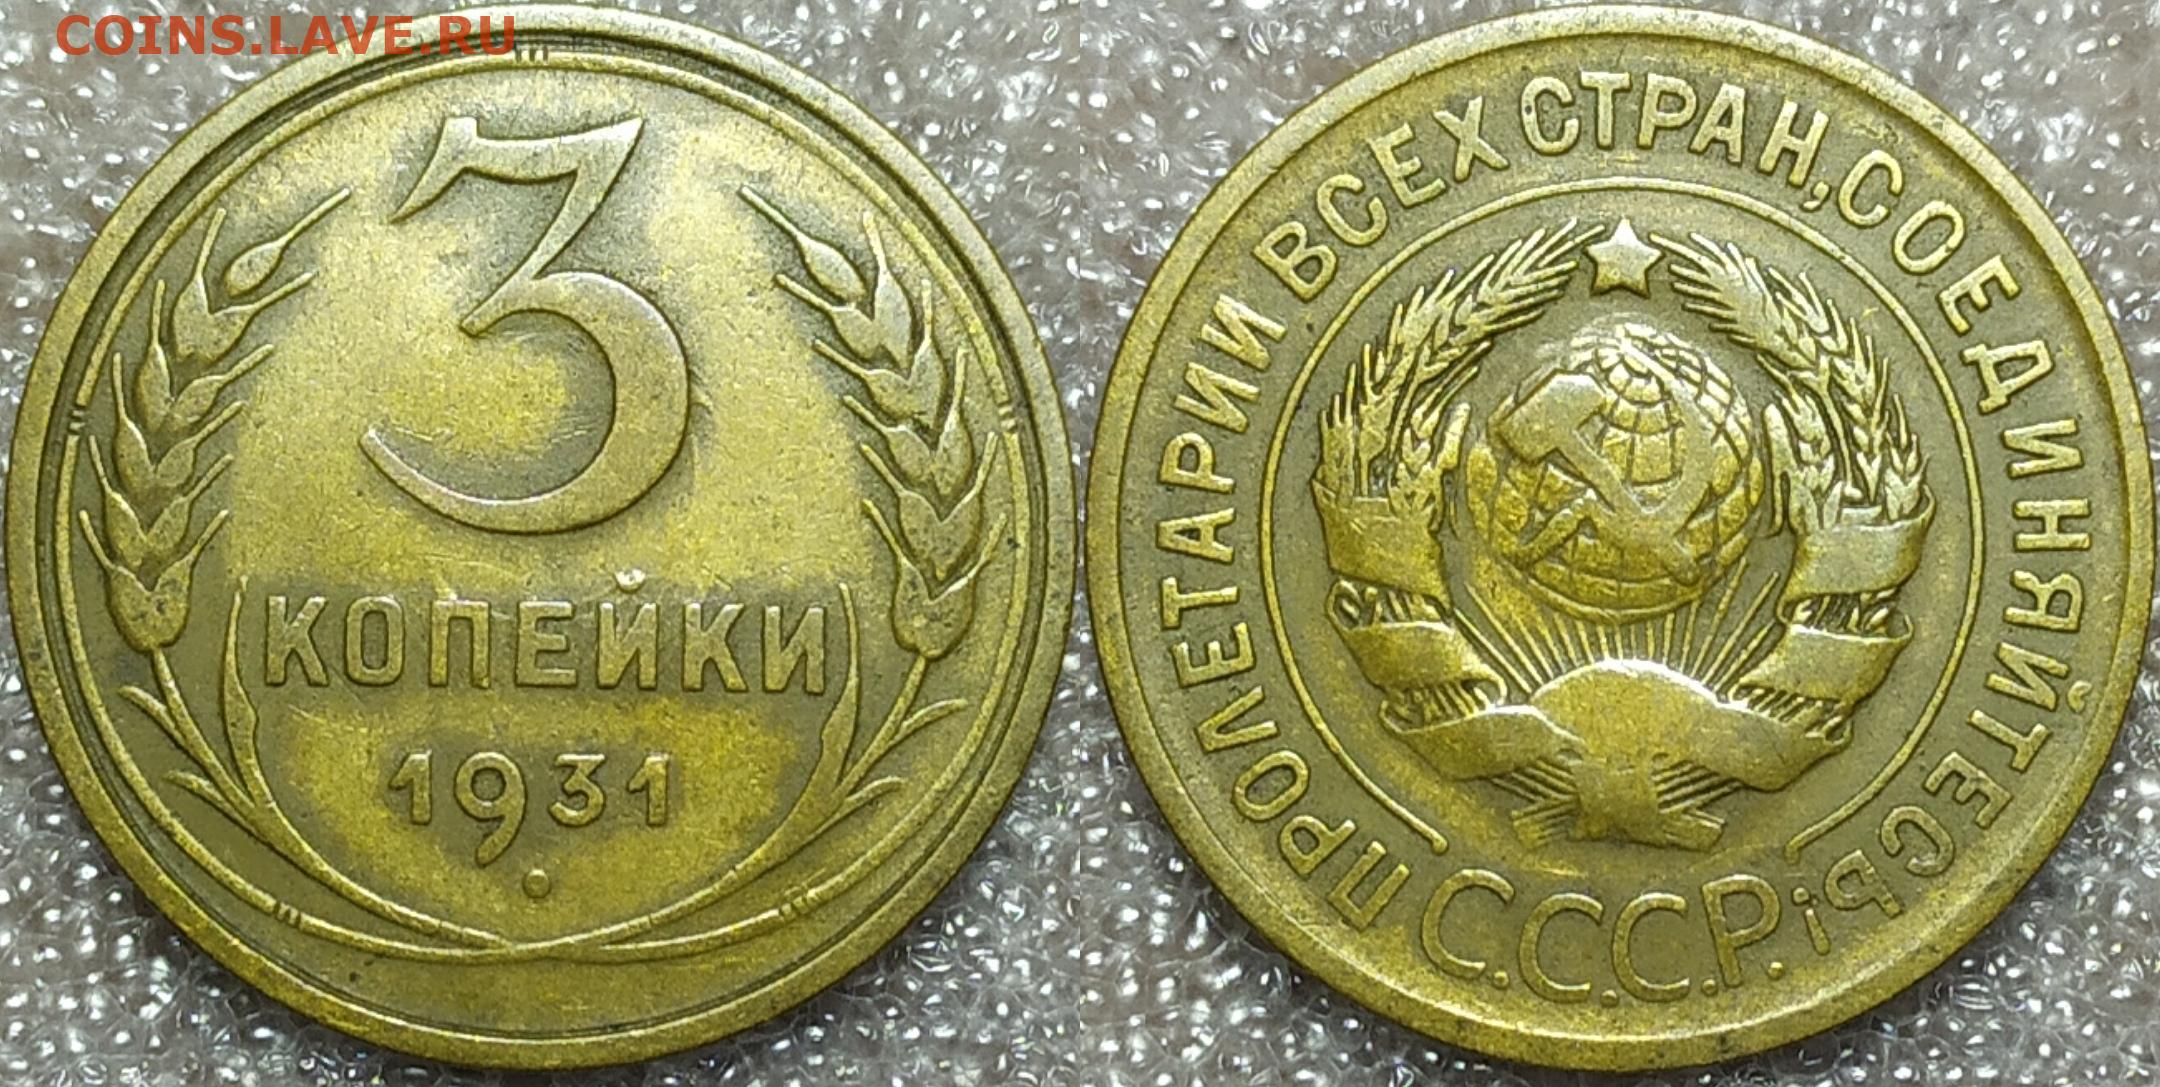 COINS.LAVE.RU
3
КОПЕЙКИ
1931
ПРОЛЕТАРИИ ВСЕХ СТРАН, СОЕДИНЯЙТЕСЬ!
С.С.С.Р.